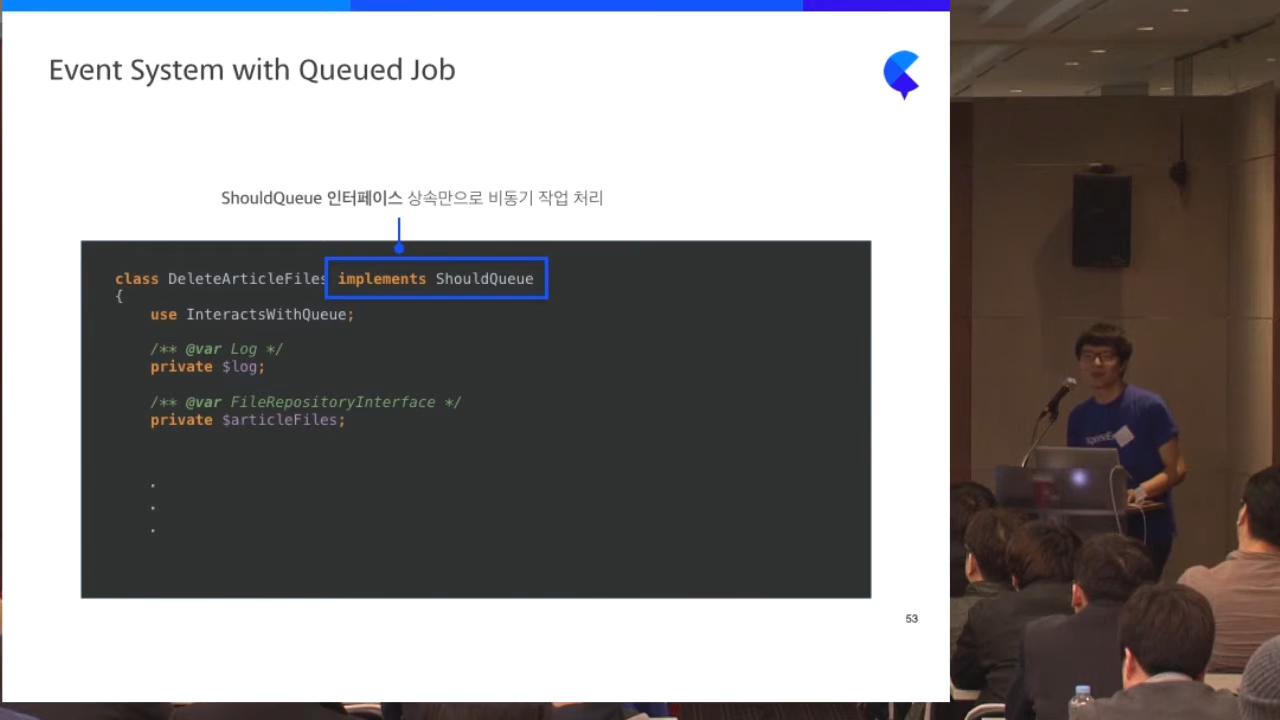 Event System with Queued Job
ShouldQueue 인터페이스 상속만으로 비동기 작업 처리
class DeleteArticleFiles implements ShouldQueue
{
use InteractsWithQueue;
/** @var Log */
private $log;
/** @var FileRepositoryInterface */
private $articleFiles;
.
.
.
53